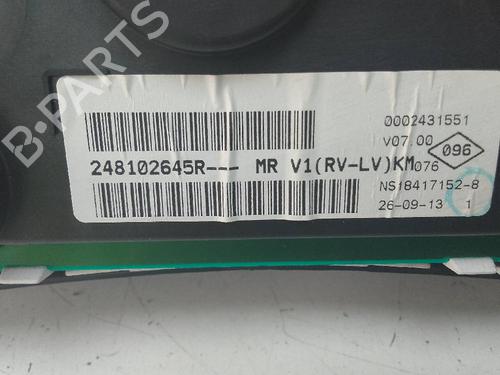 B-PARTS
0002431551
V07.00
096
248102645R--- MR V1(RV-LV)KM
076
NS18417152-8
26-09-13 1